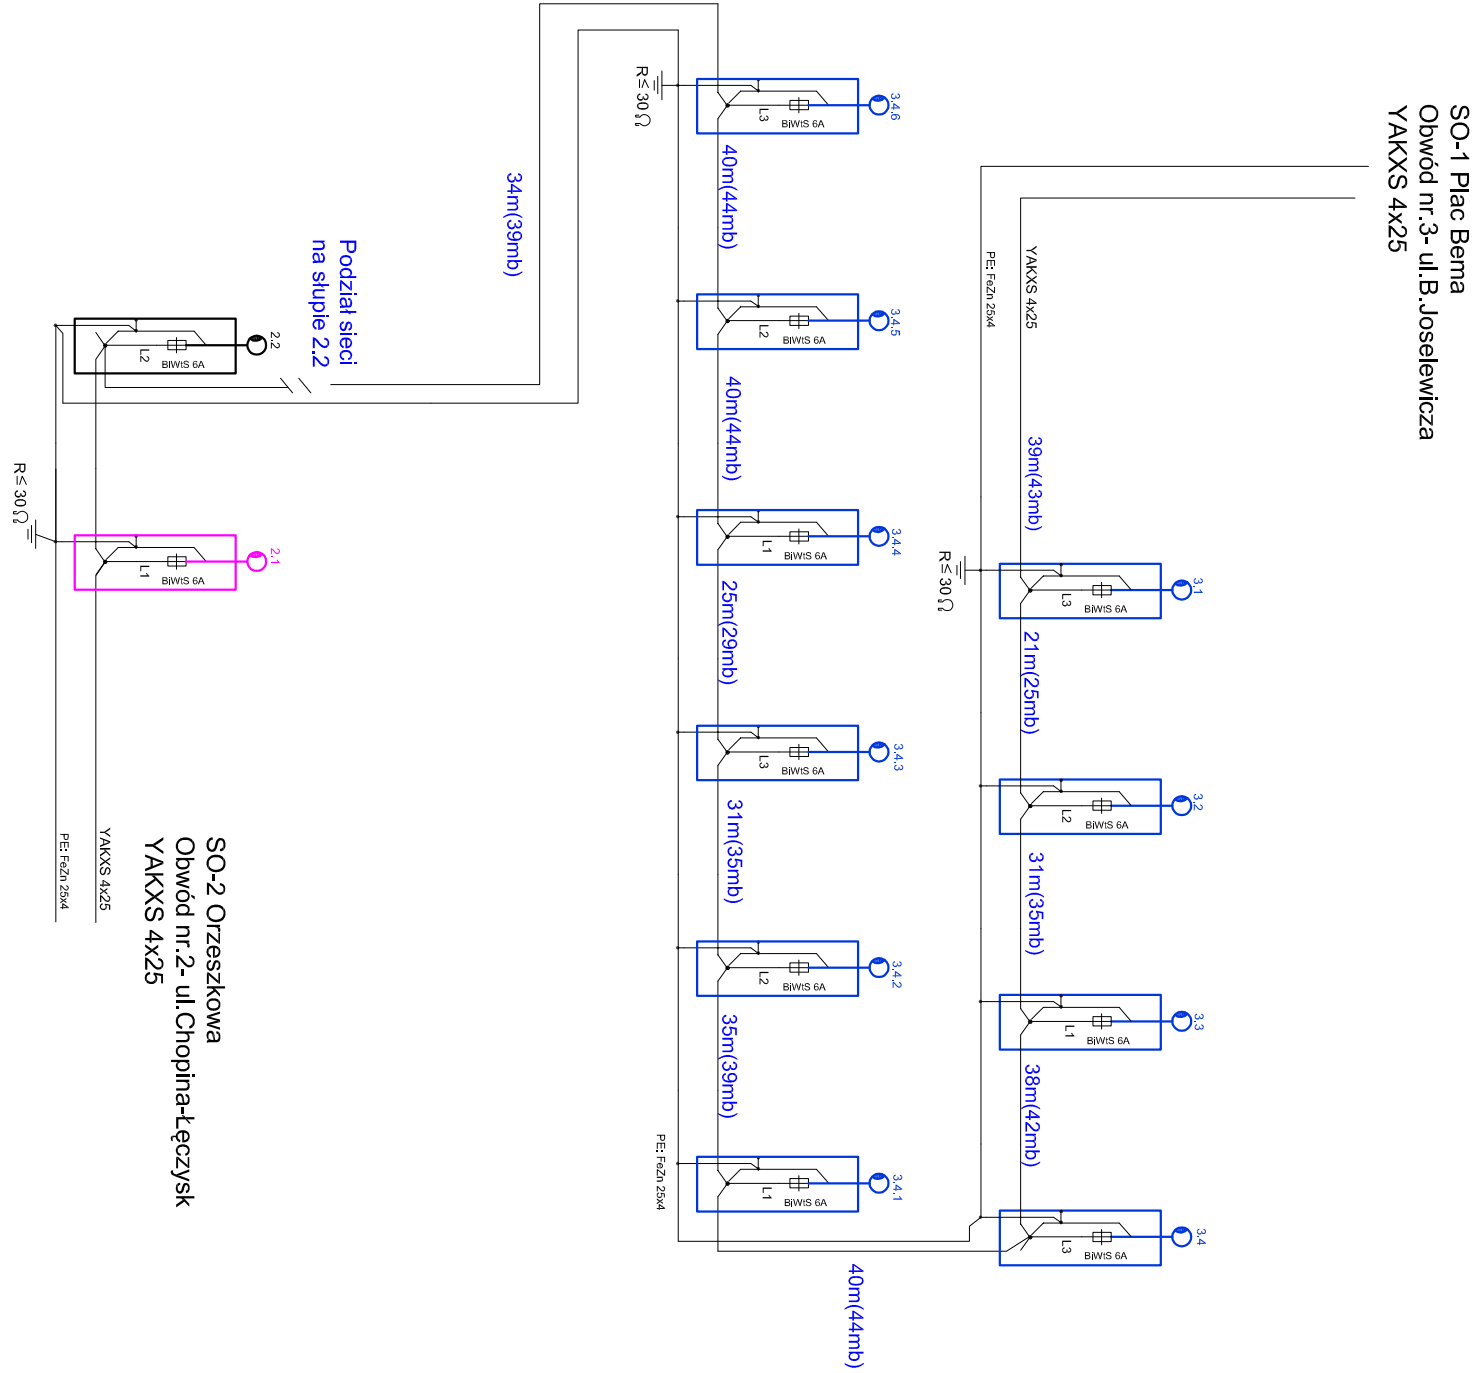 SO-1 Plac Bema
Obwód nr.3- ul.B.Joselewicza
YAKXS 4x25
YAKXS 4x25
PE: FeZn 25x4
39m(43mb)
R ≤ 30 Ω
3.1
L3
BiWtS 6A
21m(25mb)
3.2
L2
BiWtS 6A
31m(35mb)
3.3
L1
BiWtS 6A
38m(42mb)
3.4
L3
BiWtS 6A
40m(44mb)
3.4.1
L1
BiWtS 6A
PE: FeZn 25x4
35m(39mb)
3.4.2
L2
BiWtS 6A
31m(35mb)
3.4.3
L3
BiWtS 6A
25m(29mb)
3.4.4
L1
BiWtS 6A
40m(44mb)
3.4.5
L2
BiWtS 6A
40m(44mb)
3.4.6
L3
BiWtS 6A
R ≤ 30 Ω
34m(39mb)
Podział sieci
na słupie 2.2
2.2
L2
BiWtS 6A
2.1
L1
BiWtS 6A
R ≤ 30 Ω
YAKXS 4x25
PE: FeZn 25x4
SO-2 Orzeszkowa
Obwód nr.2- ul.Chopina-Łęczysk
YAKXS 4x25